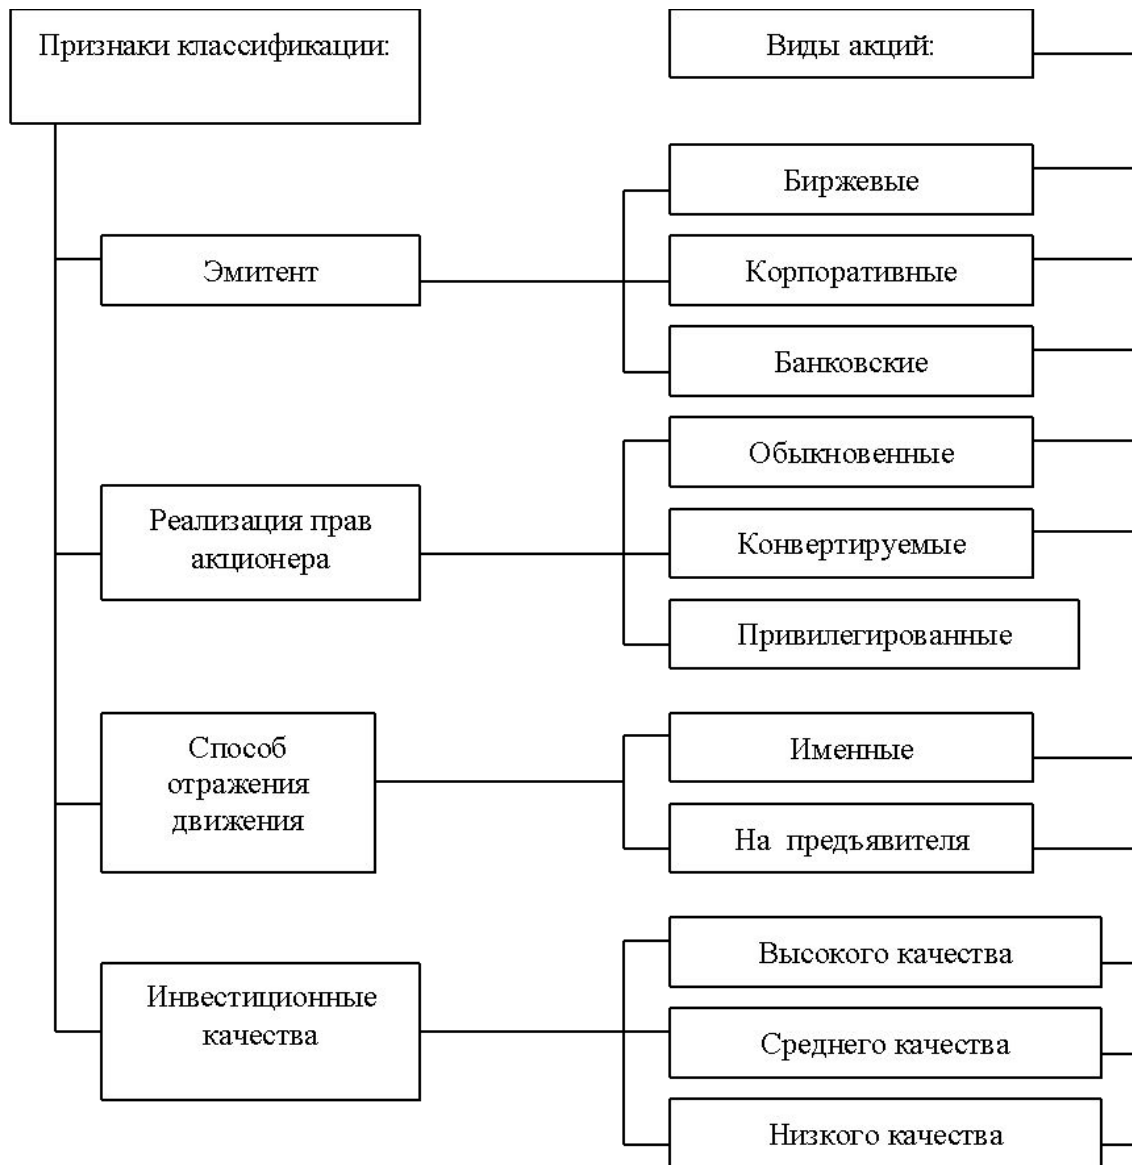 Признаки классификации:
Виды акций:
Эмитент
Биржевые
Корпоративные
Банковские
Реализация прав
акционера
Обыкновенные
Конвертируемые
Привилегированные
Способ
отражения
движения
Именные
На предъявителя
Инвестиционные
качества
Высокого качества
Среднего качества
Низкого качества